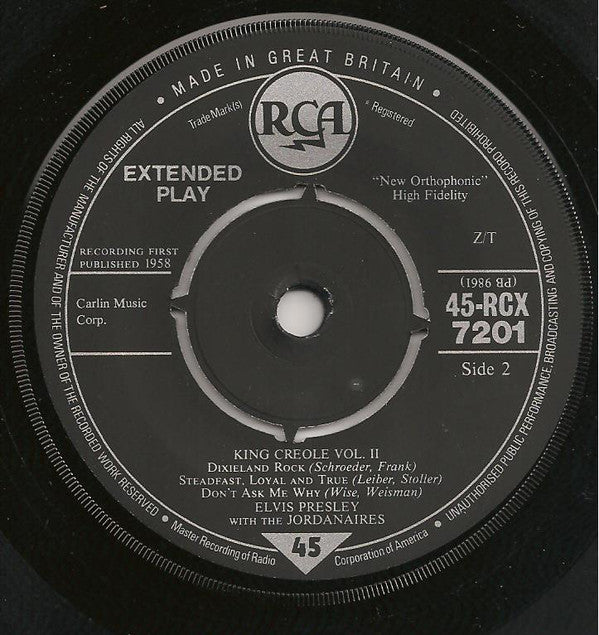 • MADE IN GREAT BRITAIN •
Trade Mark(s)
RCA
* Registered
EXTENDED
PLAY
"New Orthophonic"
High Fidelity
Z/T
RECORDING FIRST
PUBLISHED 1958
Carlin Music
Corp.
(PB 1986)
45-RCX
7201
Side 2
KING CREOLE VOL. II
DIXIELAND ROCK (Schroeder, Frank)
STEADFAST, LOYAL AND TRUE (Leiber, Stoller)
DON'T ASK ME WHY (Wise, Weisman)
ELVIS PRESLEY
WITH THE JORDANAIRES
45
ALL RIGHTS OF THE MANUFACTURER AND OF THE OWNER OF THE RECORDED WORK RESERVED •
Master Recording of Radio Corporation of America •
UNAUTHORISED PUBLIC PERFORMANCE, BROADCASTING AND COPYING OF THIS RECORD PROHIBITED